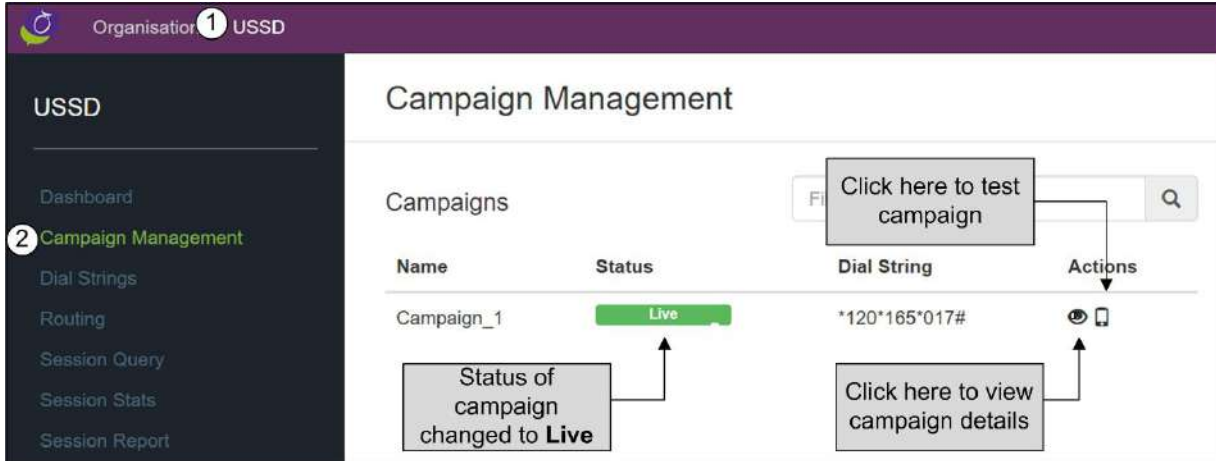 Organisation 1 USSD
USSD
Dashboard
2 Campaign Management
Dial Strings
Routing
Session Query
Session Stats
Session Report
Campaign Management
Campaigns
Fi
Click here to test
campaign
Name Status Dial String Actions
Campaign_1 Live *120*165*017#
Status of
campaign
changed to Live
Click here to view
campaign details